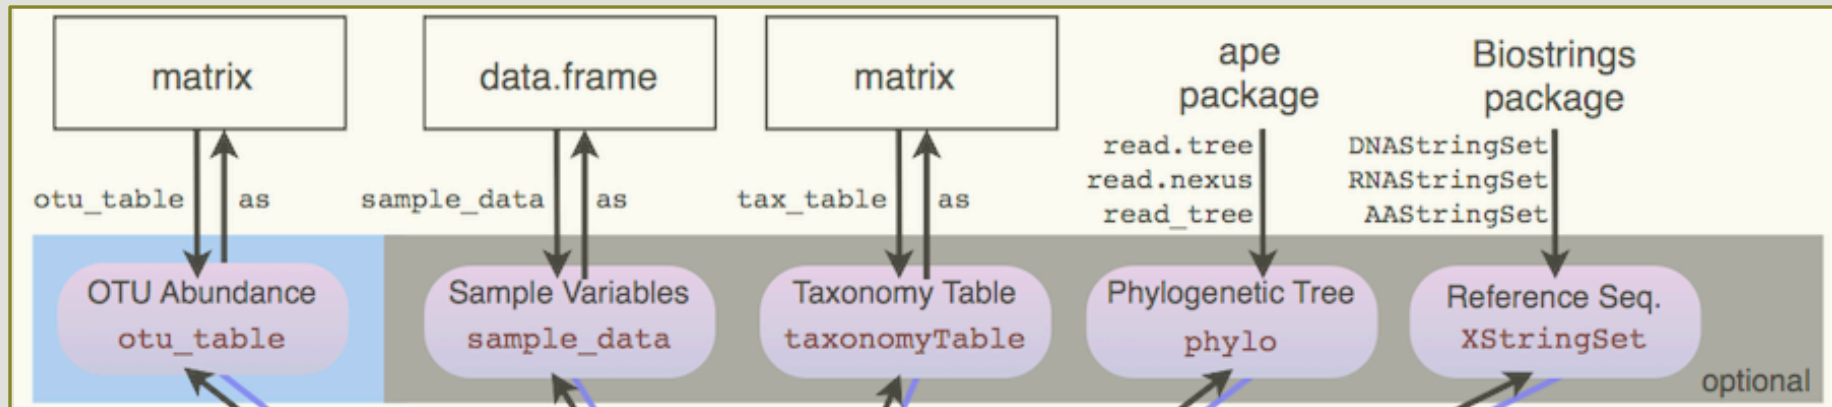 matrix
data.frame
matrix
ape
package
Biostrings
package
read.tree
read.nexus
read_tree
DNAStringSet
RNAStringSet
AAStringSet
otu_table
as
sample_data
as
tax_table
as
OTU Abundance
otu_table
Sample Variables
sample_data
Taxonomy Table
taxonomyTable
Phylogenetic Tree
phylo
Reference Seq.
XStringSet
optional